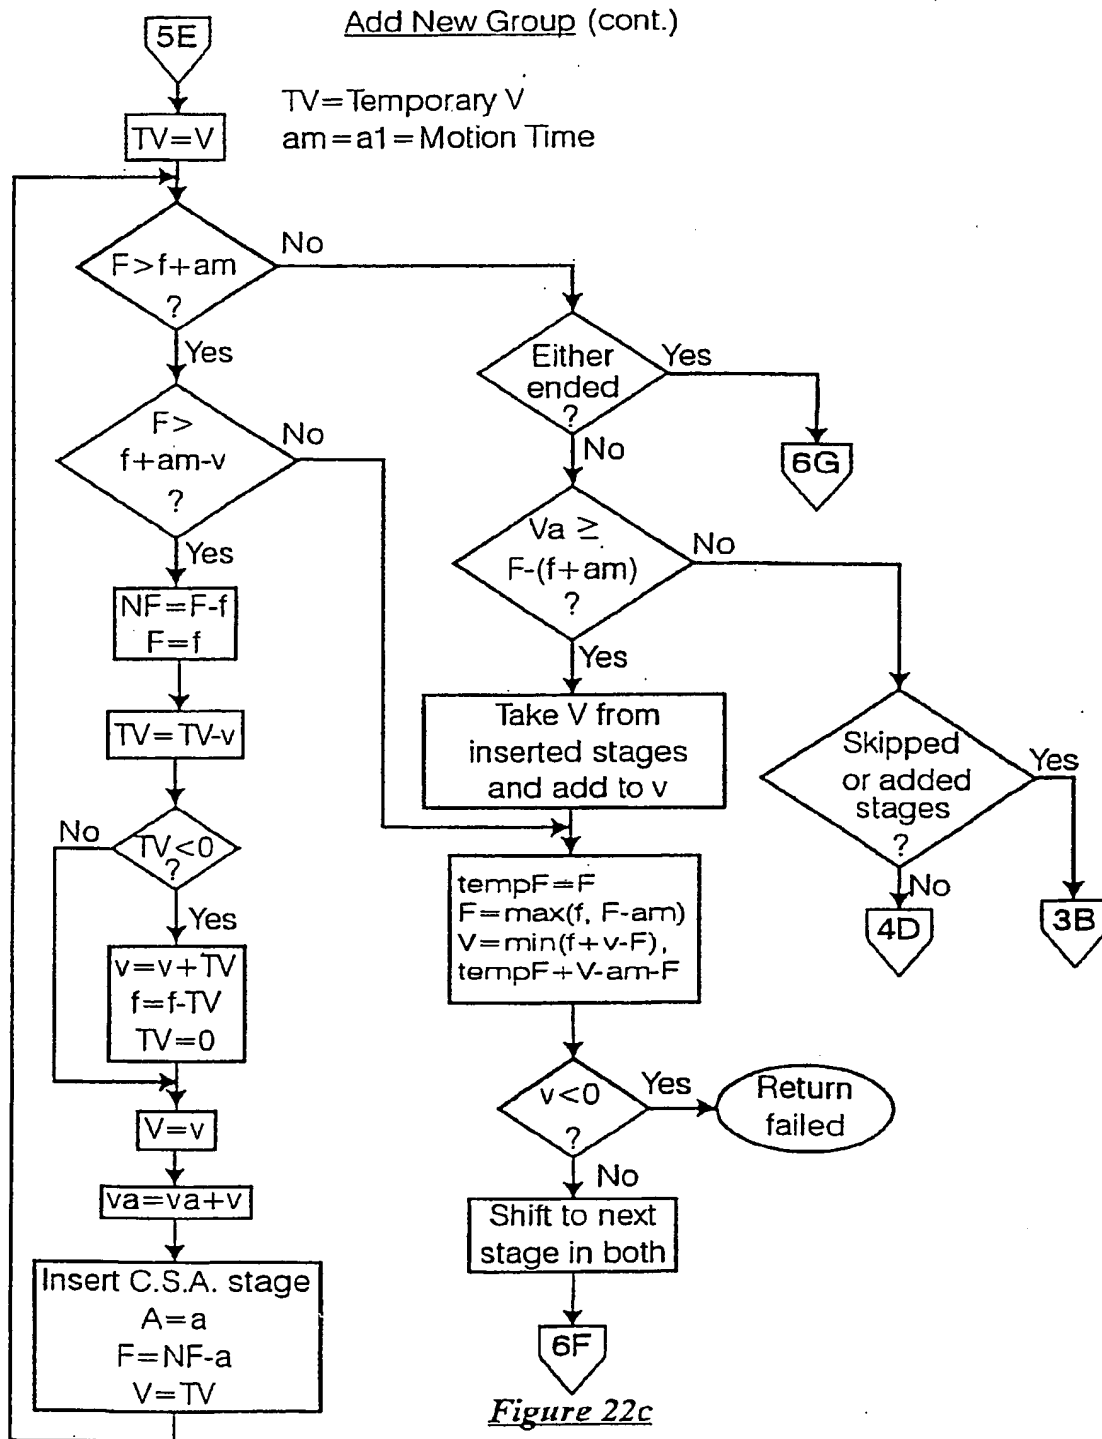 Add New Group (cont.)
5E
TV=Temporary V
am=a1=Motion Time
TV=V
F>f+am
?
No
Yes
F>
f+am-v
?
No
Yes
NF=F-f
F=f
TV=TV-v
TV<0
?
No
Yes
v=v+TV
f=f-TV
TV=0
V=v
va=va+v
Insert C.S.A. stage
A=a
F=NF-a
V=TV
Either
ended
?
Yes
6G
No
Va ≥
F-(f+am)
?
No
Yes
Take V from
inserted stages
and add to v
Skipped
or added
stages
?
Yes
3B
No
4D
tempF=F
F=max(f, F-am)
V=min(f+v-F),
tempF+V-am-F
v<0
?
Yes
Return
failed
No
Shift to next
stage in both
6F
Figure 22c